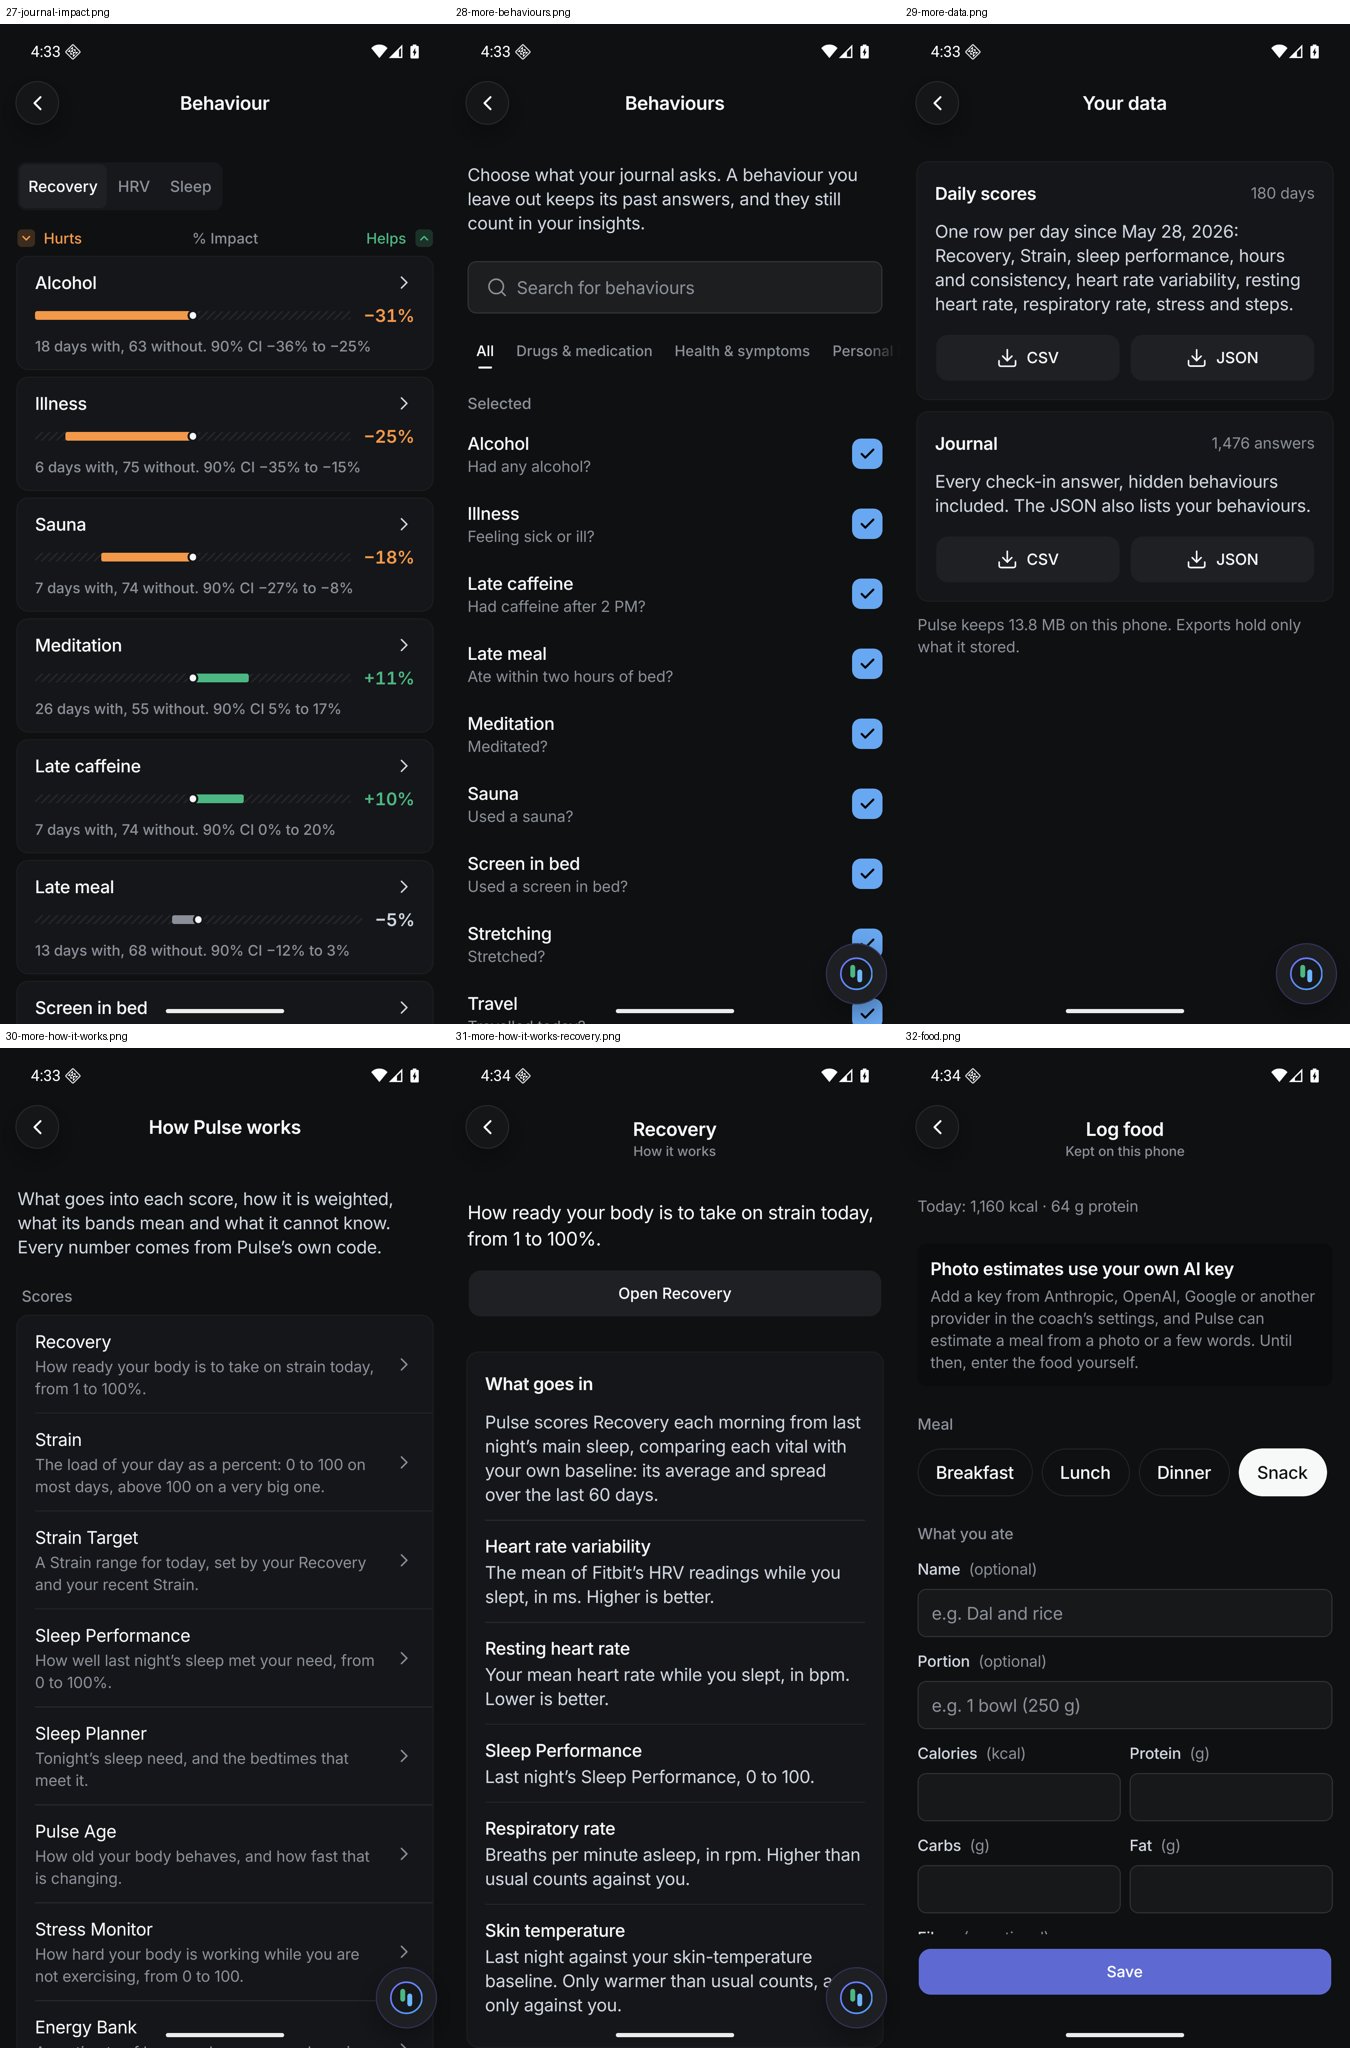 27-journal-impact.png
4:33
Behaviour
Recovery
HRV
Sleep
Hurts
% Impact
Helps
Alcohol
−31%
18 days with, 63 without. 90% CI −36% to −25%
Illness
−25%
6 days with, 75 without. 90% CI −35% to −15%
Sauna
−18%
7 days with, 74 without. 90% CI −27% to −8%
Meditation
+11%
26 days with, 55 without. 90% CI 5% to 17%
Late caffeine
+10%
7 days with, 74 without. 90% CI 0% to 20%
Late meal
−5%
13 days with, 68 without. 90% CI −12% to 3%
Screen in bed
28-more-behaviours.png
4:33
Behaviours
Choose what your journal asks. A behaviour you
leave out keeps its past answers, and they still
count in your insights.
Search for behaviours
All
Drugs & medication
Health & symptoms
Personal
Selected
Alcohol
Had any alcohol?
Illness
Feeling sick or ill?
Late caffeine
Had caffeine after 2 PM?
Late meal
Ate within two hours of bed?
Meditation
Meditated?
Sauna
Used a sauna?
Screen in bed
Used a screen in bed?
Stretching
Stretched?
Travel
29-more-data.png
4:33
Your data
Daily scores
180 days
One row per day since May 28, 2026:
Recovery, Strain, sleep performance, hours
and consistency, heart rate variability, resting
heart rate, respiratory rate, stress and steps.
CSV
JSON
Journal
1,476 answers
Every check-in answer, hidden behaviours
included. The JSON also lists your behaviours.
CSV
JSON
Pulse keeps 13.8 MB on this phone. Exports hold only
what it stored.
30-more-how-it-works.png
4:33
How Pulse works
What goes into each score, how it is weighted,
what its bands mean and what it cannot know.
Every number comes from Pulse’s own code.
Scores
Recovery
How ready your body is to take on strain today,
from 1 to 100%.
Strain
The load of your day as a percent: 0 to 100 on
most days, above 100 on a very big one.
Strain Target
A Strain range for today, set by your Recovery
and your recent Strain.
Sleep Performance
How well last night’s sleep met your need, from
0 to 100%.
Sleep Planner
Tonight’s sleep need, and the bedtimes that
meet it.
Pulse Age
How old your body behaves, and how fast that
is changing.
Stress Monitor
How hard your body is working while you are
not exercising, from 0 to 100.
Energy Bank
31-more-how-it-works-recovery.png
4:34
Recovery
How it works
How ready your body is to take on strain today,
from 1 to 100%.
Open Recovery
What goes in
Pulse scores Recovery each morning from last
night’s main sleep, comparing each vital with
your own baseline: its average and spread
over the last 60 days.
Heart rate variability
The mean of Fitbit’s HRV readings while you
slept, in ms. Higher is better.
Resting heart rate
Your mean heart rate while you slept, in bpm.
Lower is better.
Sleep Performance
Last night’s Sleep Performance, 0 to 100.
Respiratory rate
Breaths per minute asleep, in rpm. Higher than
usual counts against you.
Skin temperature
Last night against your skin-temperature
baseline. Only warmer than usual counts,
only against you.
32-food.png
4:34
Log food
Kept on this phone
Today: 1,160 kcal · 64 g protein
Photo estimates use your own AI key
Add a key from Anthropic, OpenAI, Google or another
provider in the coach’s settings, and Pulse can
estimate a meal from a photo or a few words. Until
then, enter the food yourself.
Meal
Breakfast
Lunch
Dinner
Snack
What you ate
Name (optional)
e.g. Dal and rice
Portion (optional)
e.g. 1 bowl (250 g)
Calories (kcal)
Protein (g)
Carbs (g)
Fat (g)
Save